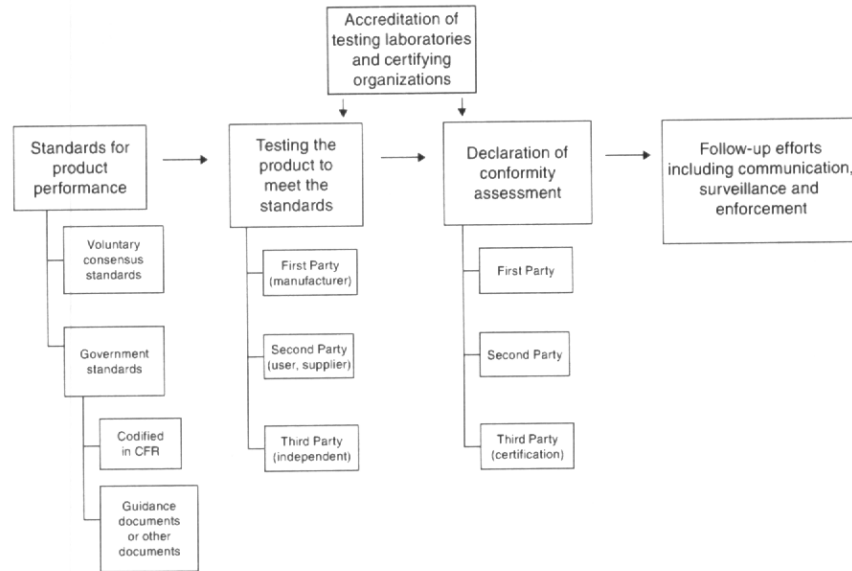 Accreditation of
testing laboratories
and certifying
organizations
Standards for
product
performance
Testing the
product to
meet the
standards
Declaration of
conformity
assessment
Follow-up efforts
including communication,
surveillance and
enforcement
Voluntary
consensus
standards
Government
standards
Codified
in CFR
Guidance
documents
or other
documents
First Party
(manufacturer)
Second Party
(user, supplier)
Third Party
(independent)
First Party
Second Party
Third Party
(certification)